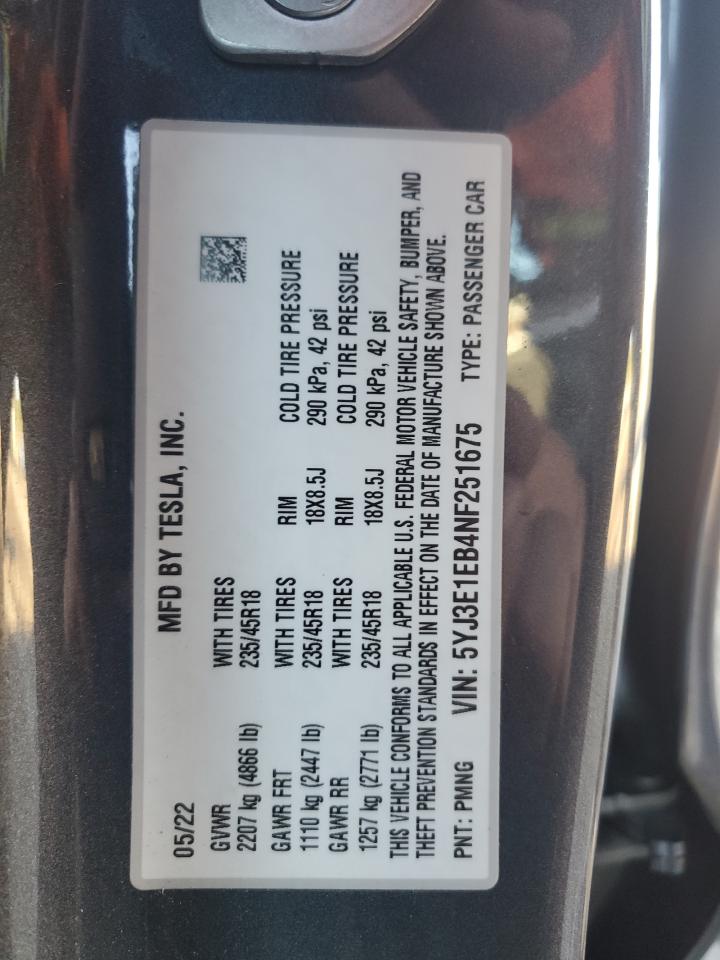 MFD BY TESLA, INC.
05/22
GVWR WITH TIRES
2207 kg (4866 lb) 235/45R18
GAWR FRT WITH TIRES RIM COLD TIRE PRESSURE
1110 kg (2447 lb) 235/45R18 18X8.5J 290 kPa, 42 psi
GAWR RR WITH TIRES RIM COLD TIRE PRESSURE
1257 kg (2771 lb) 235/45R18 18X8.5J 290 kPa, 42 psi
THIS VEHICLE CONFORMS TO ALL APPLICABLE U.S. FEDERAL MOTOR VEHICLE SAFETY, BUMPER, AND
THEFT PREVENTION STANDARDS IN EFFECT ON THE DATE OF MANUFACTURE SHOWN ABOVE.
PNT: PMNG VIN: 5YJ3E1EB4NF251675 TYPE: PASSENGER CAR